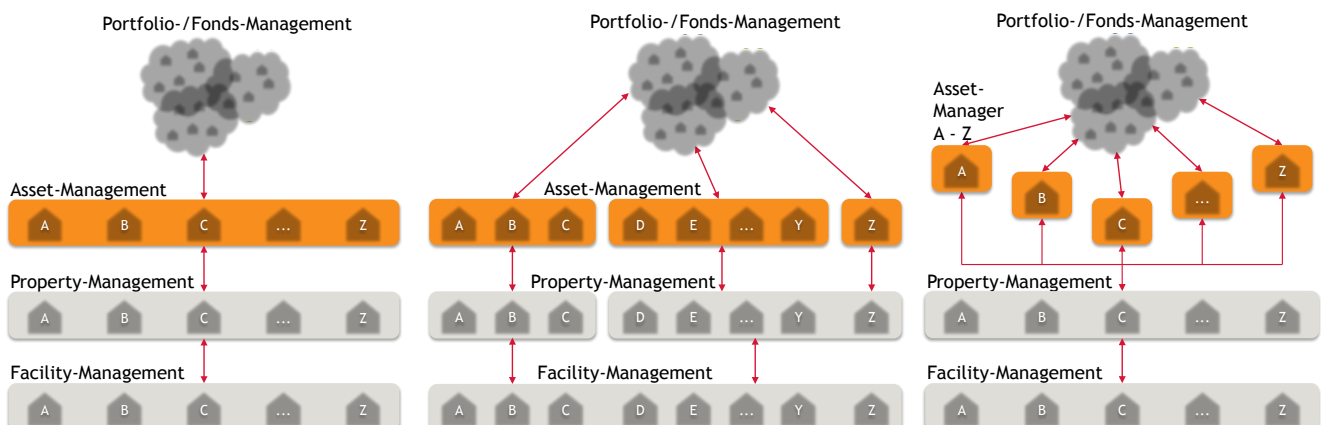 Portfolio-/Fonds-Management
Asset-Management
A B C ... Z
Property-Management
A B C ... Z
Facility-Management
A B C ... Z
Portfolio-/Fonds-Management
Asset-Management
A B C D E ... Y Z
Property-Management
A B C D E ... Y Z
Facility-Management
A B C D E ... Y Z
Portfolio-/Fonds-Management
Asset-
Manager
A - Z
A B C ... Z
Property-Management
A B C ... Z
Facility-Management
A B C ... Z